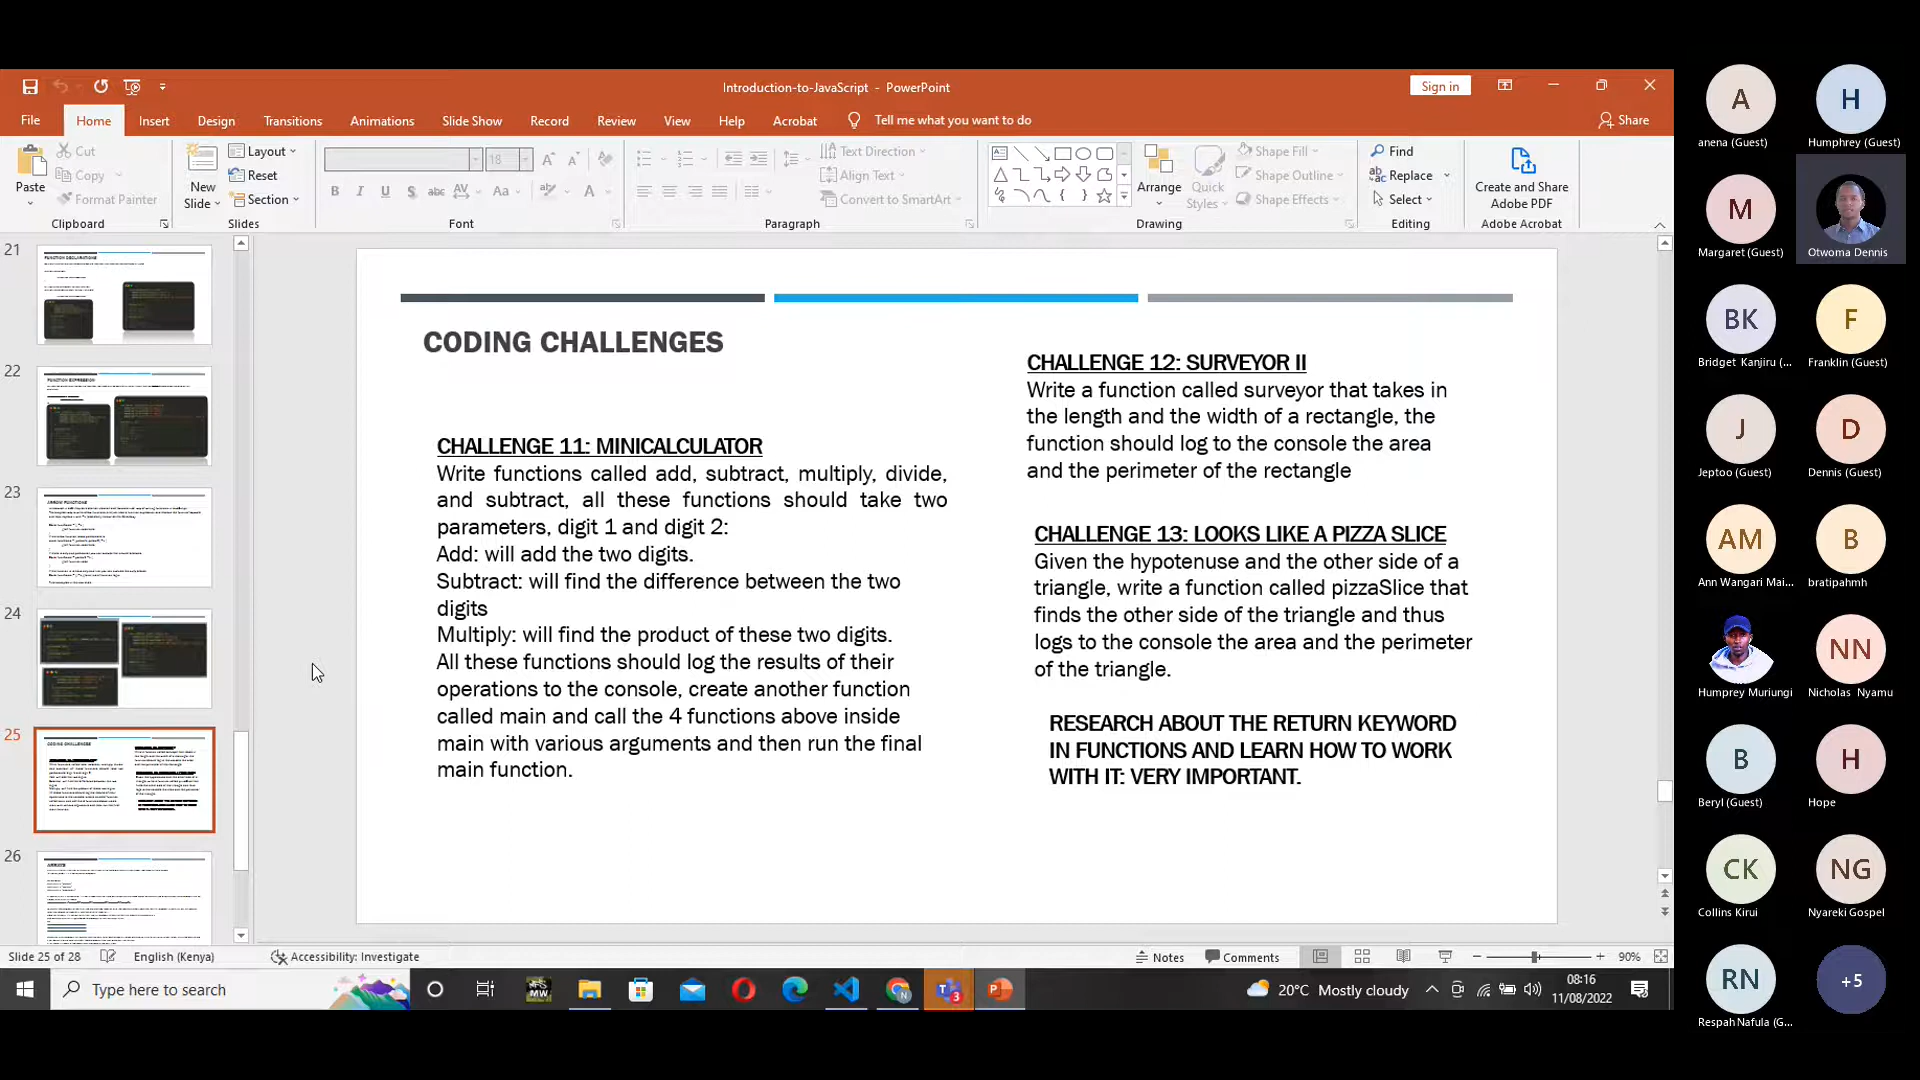 Introduction-to-JavaScript - PowerPoint
Sign in
File
Home
Insert
Design
Transitions
Animations
Slide Show
Record
Review
View
Help
Acrobat
Tell me what you want to do
Share
Paste
Cut
Copy
Format Painter
Clipboard
New
Slide
Layout
Reset
Section
Slides
18
Font
Text Direction
Align Text
Convert to SmartArt
Paragraph
Arrange
Quick
Styles
Shape Fill
Shape Outline
Shape Effects
Drawing
Find
Replace
Select
Editing
Create and Share
Adobe PDF
Adobe Acrobat
21
FUNCTION DECLARATIONS
22
FUNCTION EXPRESSION
23
ARROW FUNCTIONS
24
25
CODING CHALLENGES
26
ARRAYS
CODING CHALLENGES
CHALLENGE 11: MINICALCULATOR
Write functions called add, subtract, multiply, divide,
and subtract, all these functions should take two
parameters, digit 1 and digit 2:
Add: will add the two digits.
Subtract: will find the difference between the two
digits
Multiply: will find the product of these two digits.
All these functions should log the results of their
operations to the console, create another function
called main and call the 4 functions above inside
main with various arguments and then run the final
main function.
CHALLENGE 12: SURVEYOR II
Write a function called surveyor that takes in
the length and the width of a rectangle, the
function should log to the console the area
and the perimeter of the rectangle
CHALLENGE 13: LOOKS LIKE A PIZZA SLICE
Given the hypotenuse and the other side of a
triangle, write a function called pizzaSlice that
finds the other side of the triangle and thus
logs to the console the area and the perimeter
of the triangle.
RESEARCH ABOUT THE RETURN KEYWORD
IN FUNCTIONS AND LEARN HOW TO WORK
WITH IT: VERY IMPORTANT.
Slide 25 of 28
English (Kenya)
Accessibility: Investigate
Notes
Comments
90%
Type here to search
MW
N
3
20°C Mostly cloudy
08:16
11/08/2022
A
anena (Guest)
H
Humphrey (Guest)
M
Margaret (Guest)
Otwoma Dennis
BK
Bridget Kanjiru (...
F
Franklin (Guest)
J
Jeptoo (Guest)
D
Dennis (Guest)
AM
Ann Wangari Mai...
B
bratipahmh
Humprey Muriungi
NN
Nicholas Nyamu
B
Beryl (Guest)
H
Hope
CK
Collins Kirui
NG
Nyareki Gospel
RN
Respah Nafula (G...
+5